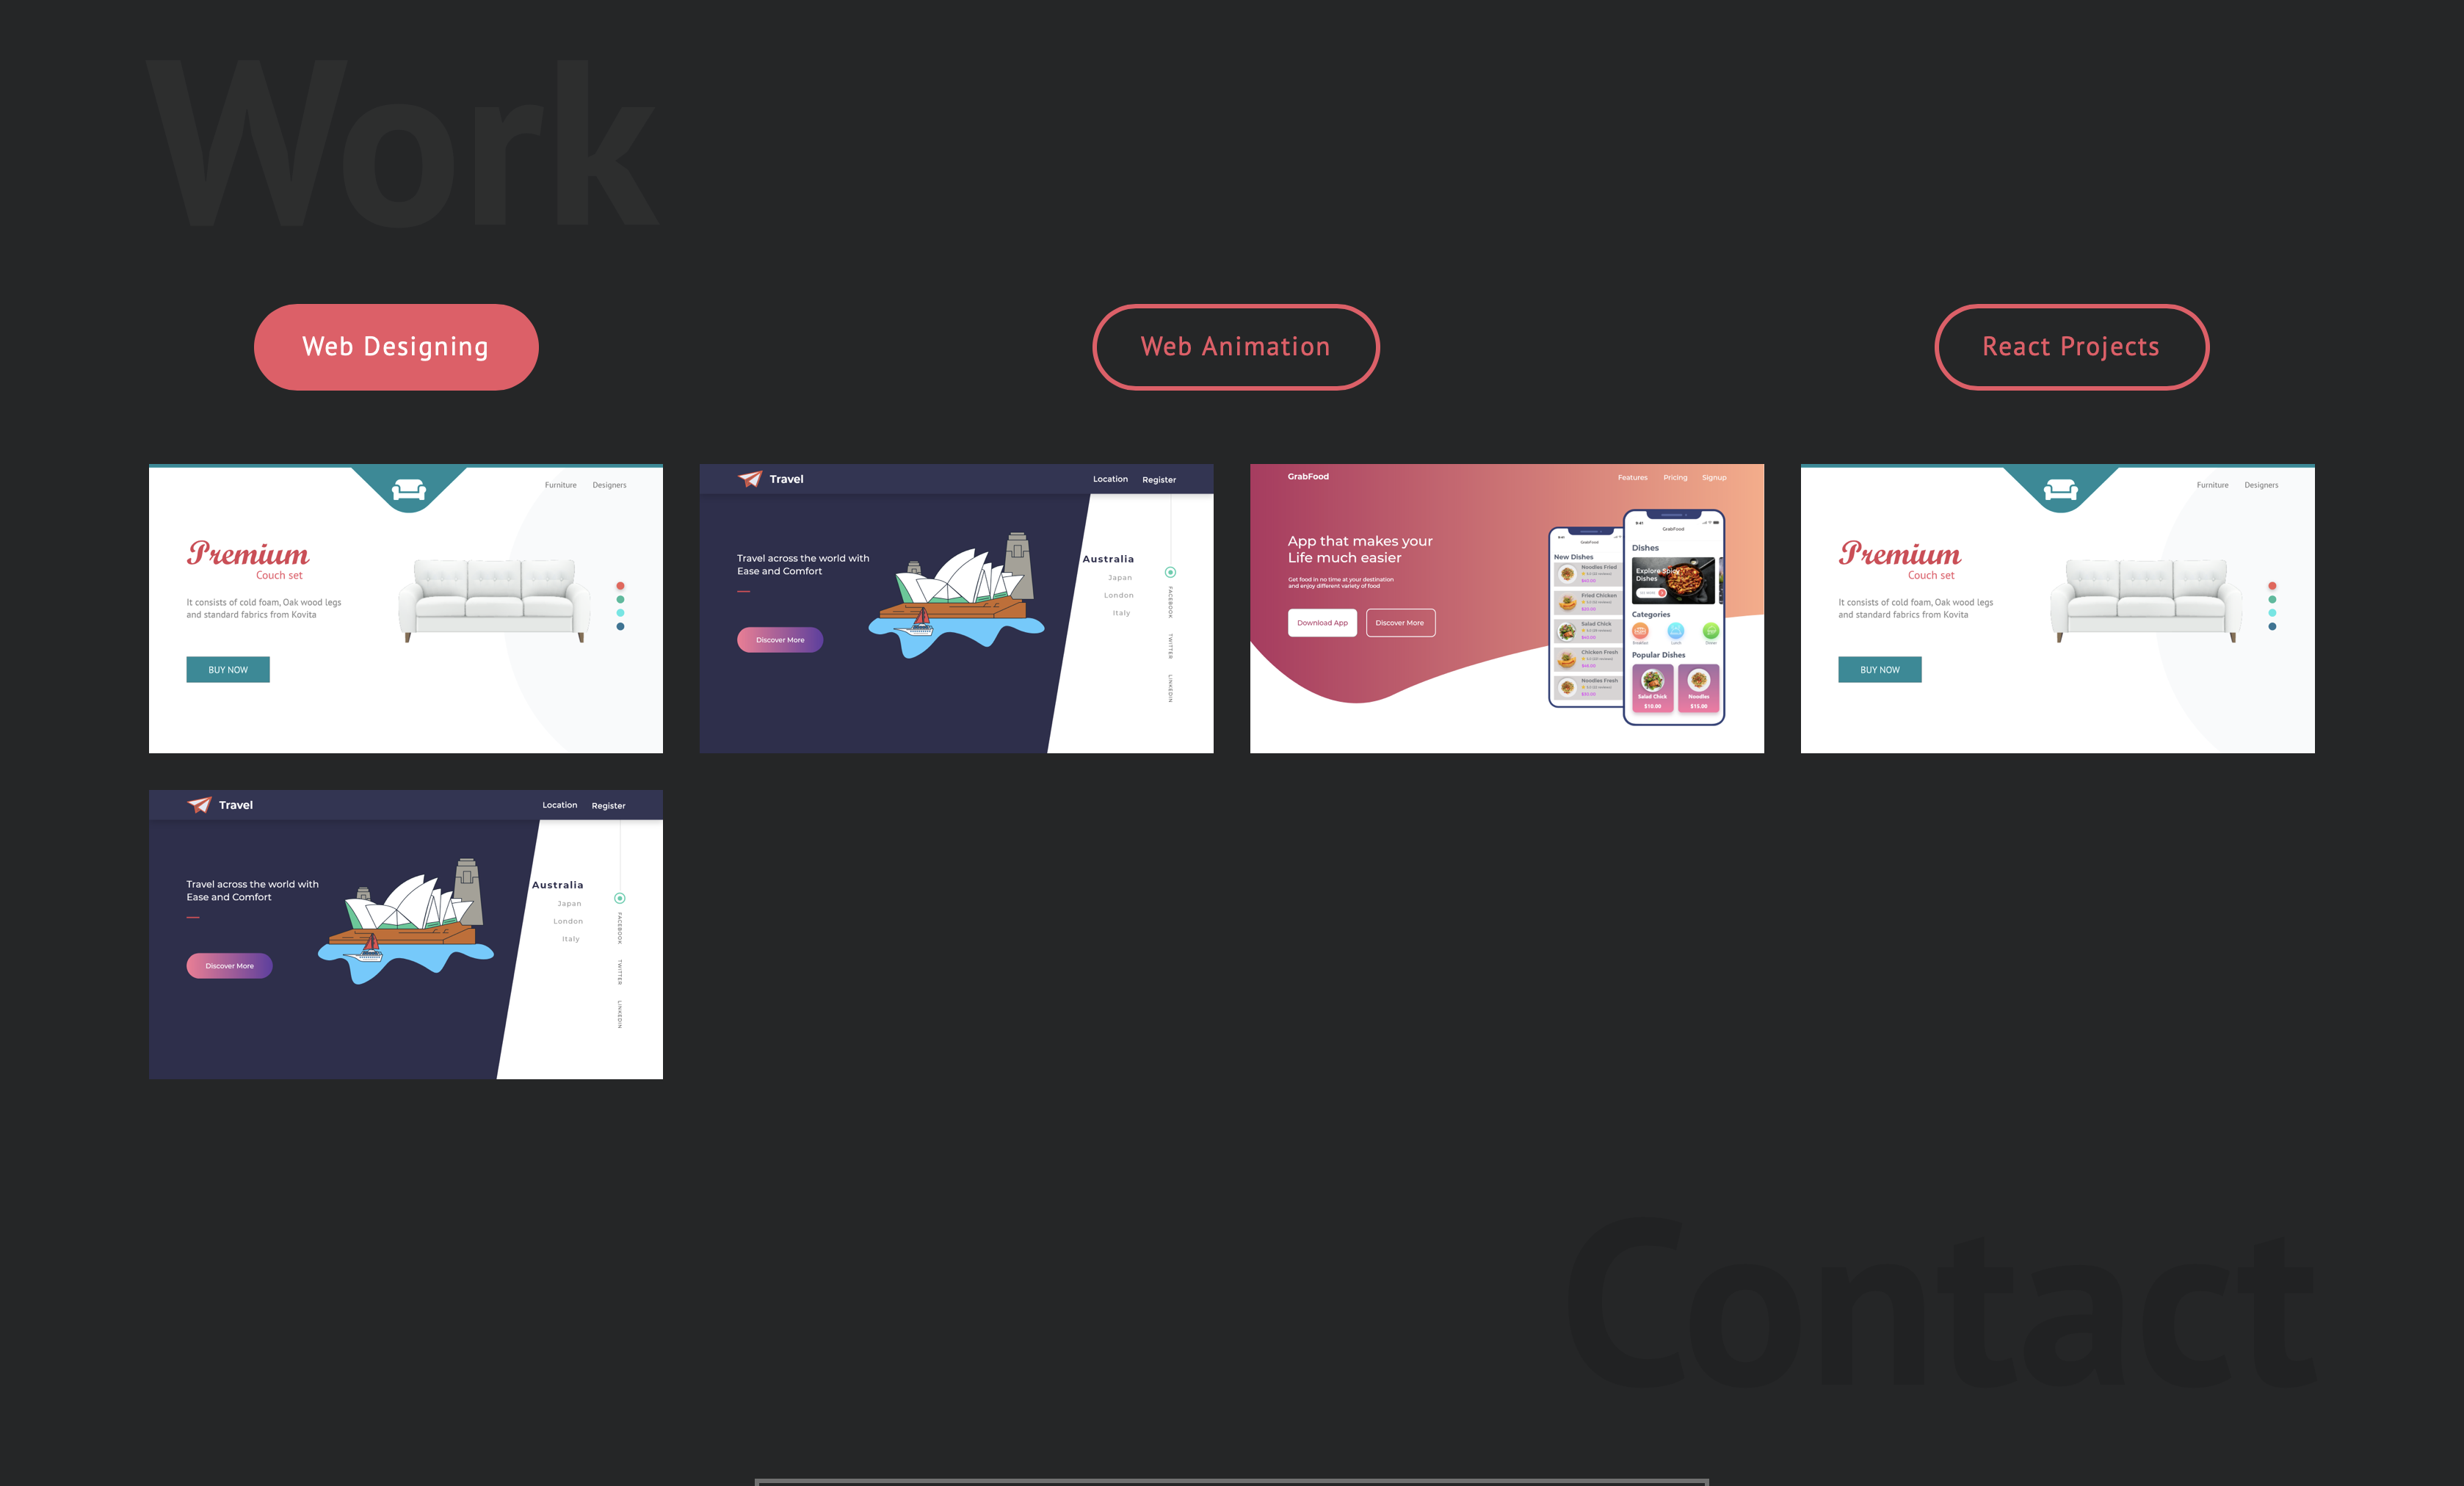 Work
Web Designing
Web Animation
React Projects
Furniture Designers
Premium
Couch set
It consists of cold foam, Oak wood legs
and standard fabrics from Kovita
BUY NOW
Travel
Location Register
Travel across the world with
Ease and Comfort
Discover More
Australia
Japan
London
Italy
FACEBOOK
TWITTER
LINKEDIN
GrabFood
Features Pricing Signup
App that makes your
Life much easier
Get food in no time at your destination
and enjoy different variety of food
Download App
Discover More
GrabFood
New Dishes
Noodles Fried
Fried Chicken
Salad Chick
Chicken Fresh
Noodles Fresh
GrabFood
Dishes
Explore Spicy
Dishes
Categories
Popular Dishes
Salad Chick
$10.00
Noodles
$15.00
Furniture Designers
Premium
Couch set
It consists of cold foam, Oak wood legs
and standard fabrics from Kovita
BUY NOW
Travel
Location Register
Travel across the world with
Ease and Comfort
Discover More
Australia
Japan
London
Italy
FACEBOOK
TWITTER
LINKEDIN
Contact